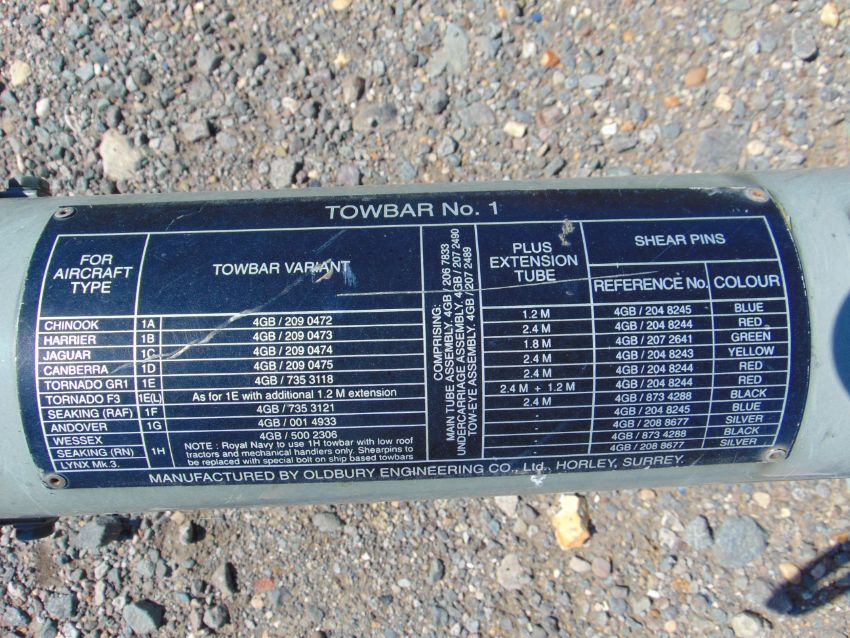 TOWBAR No. 1
FOR AIRCRAFT TYPE
TOWBAR VARIANT
COMPRISING:
MAIN TUBE ASSEMBLY. 4GB / 206 7833
UNDERCARRIAGE ASSEMBLY. 4GB / 207 2490
TOW-EYE ASSEMBLY. 4GB / 207 2489
PLUS EXTENSION TUBE
SHEAR PINS
REFERENCE No. COLOUR
CHINOOK 1A 4GB / 209 0472 1.2 M 4GB / 204 8245 BLUE
HARRIER 1B 4GB / 209 0473 2.4 M 4GB / 204 8244 RED
JAGUAR 1C 4GB / 209 0474 1.8 M 4GB / 207 2641 GREEN
CANBERRA 1D 4GB / 209 0475 2.4 M 4GB / 204 8243 YELLOW
TORNADO GR1 1E 4GB / 735 3118 2.4 M 4GB / 204 8244 RED
TORNADO F3 1E(L) As for 1E with additional 1.2 M extension 2.4 M + 1.2 M 4GB / 204 8244 RED
SEAKING (RAF) 1F 4GB / 735 3121 2.4 M 4GB / 873 4288 BLACK
ANDOVER 1G 4GB / 001 4933 - 4GB / 204 8245 BLUE
WESSEX 4GB / 500 2306 - 4GB / 208 8677 SILVER
SEAKING (RN) 1H - 4GB / 873 4288 BLACK
LYNX Mk.3. - 4GB / 208 8677 SILVER
NOTE : Royal Navy to use 1H towbar with low roof
tractors and mechanical handlers only. Shearpins to
be replaced with special bolt on ship based towbars
MANUFACTURED BY OLDBURY ENGINEERING CO., Ltd., HORLEY, SURREY.